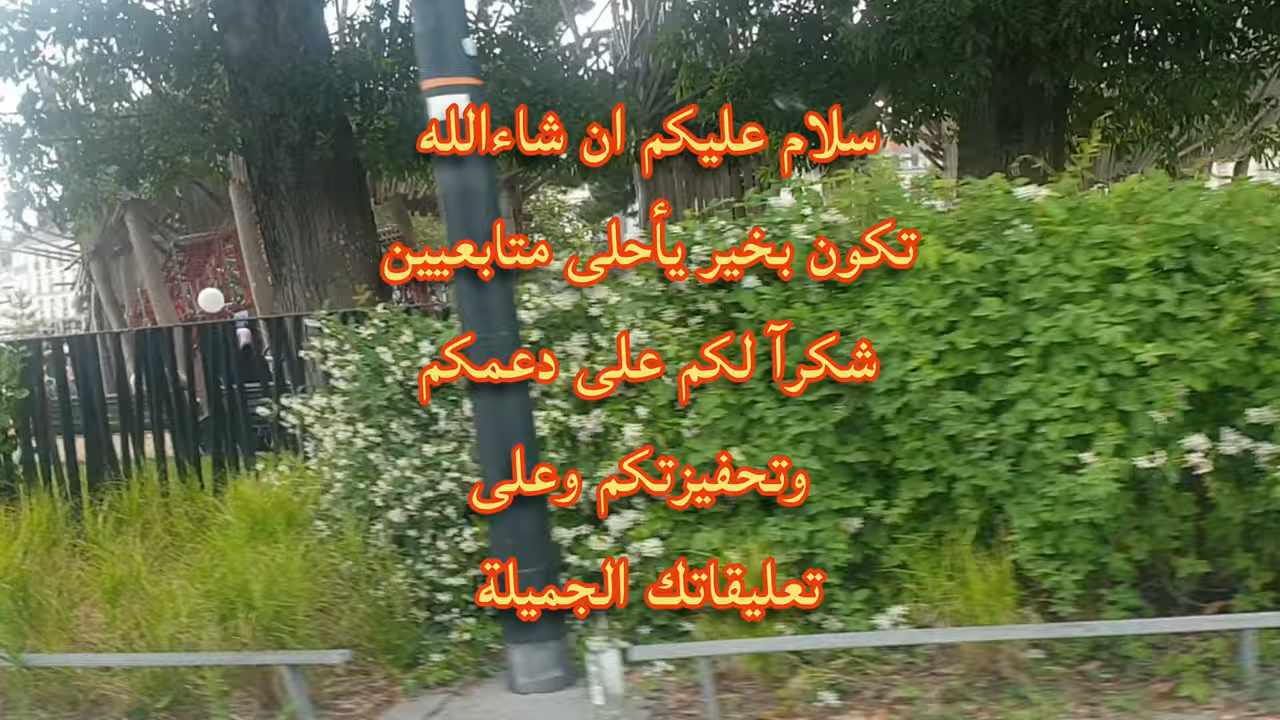 سلام عليكم ان شاءالله
تكون بخير يأحلى متابعيين
شكرآ لكم على دعمكم
وتحفيزتكم وعلى
تعليقاتك الجميلة